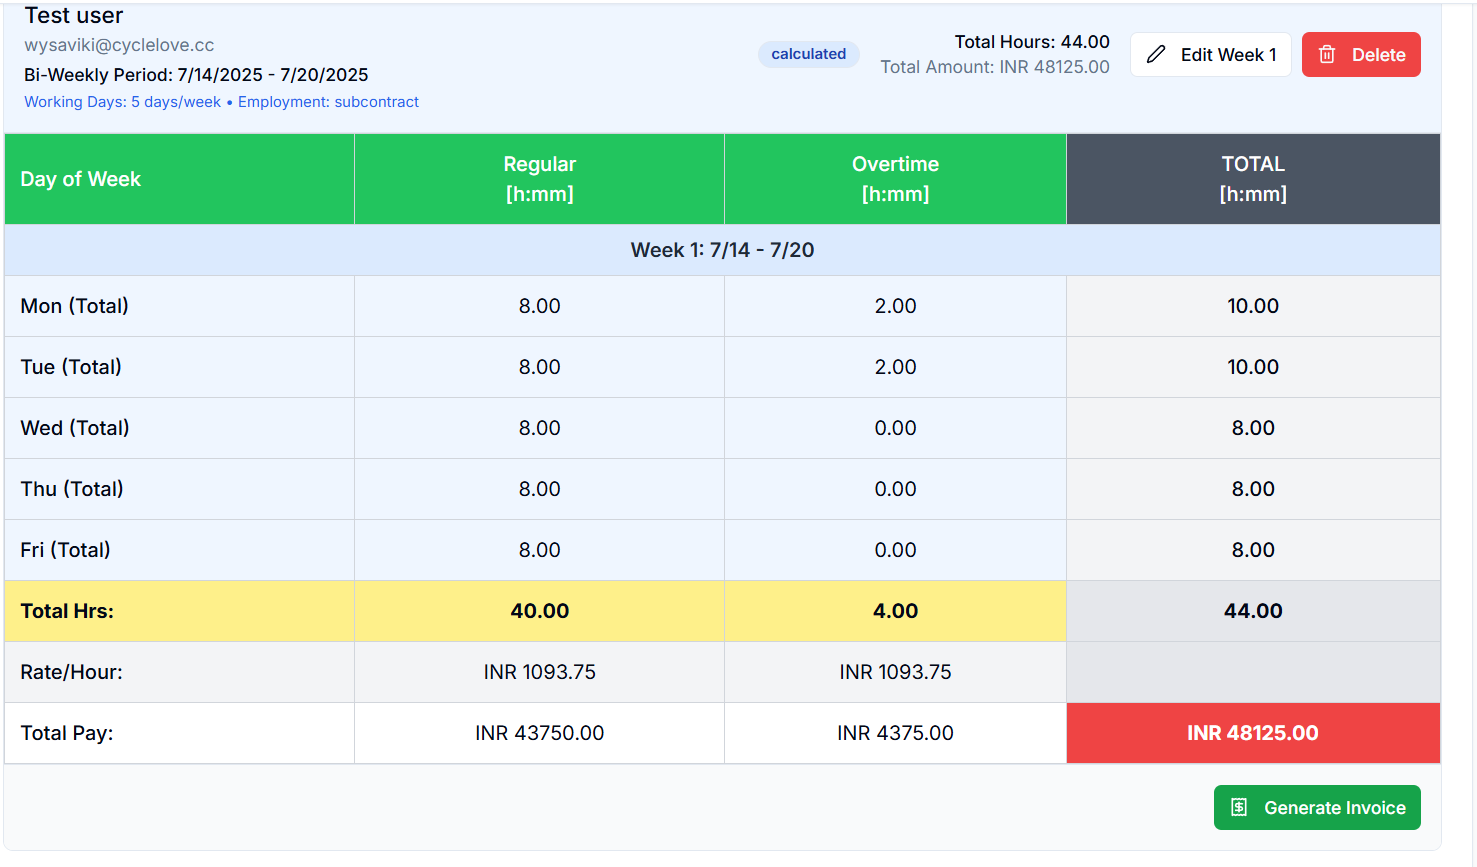 Test user
wysaviki@cyclelove.cc
Bi-Weekly Period: 7/14/2025 - 7/20/2025
Working Days: 5 days/week • Employment: subcontract
calculated
Total Hours: 44.00
Total Amount: INR 48125.00
Edit Week 1
Delete
Day of Week
Regular
[h:mm]
Overtime
[h:mm]
TOTAL
[h:mm]
Week 1: 7/14 - 7/20
Mon (Total) 8.00 2.00 10.00
Tue (Total) 8.00 2.00 10.00
Wed (Total) 8.00 0.00 8.00
Thu (Total) 8.00 0.00 8.00
Fri (Total) 8.00 0.00 8.00
Total Hrs: 40.00 4.00 44.00
Rate/Hour: INR 1093.75 INR 1093.75
Total Pay: INR 43750.00 INR 4375.00 INR 48125.00
Generate Invoice